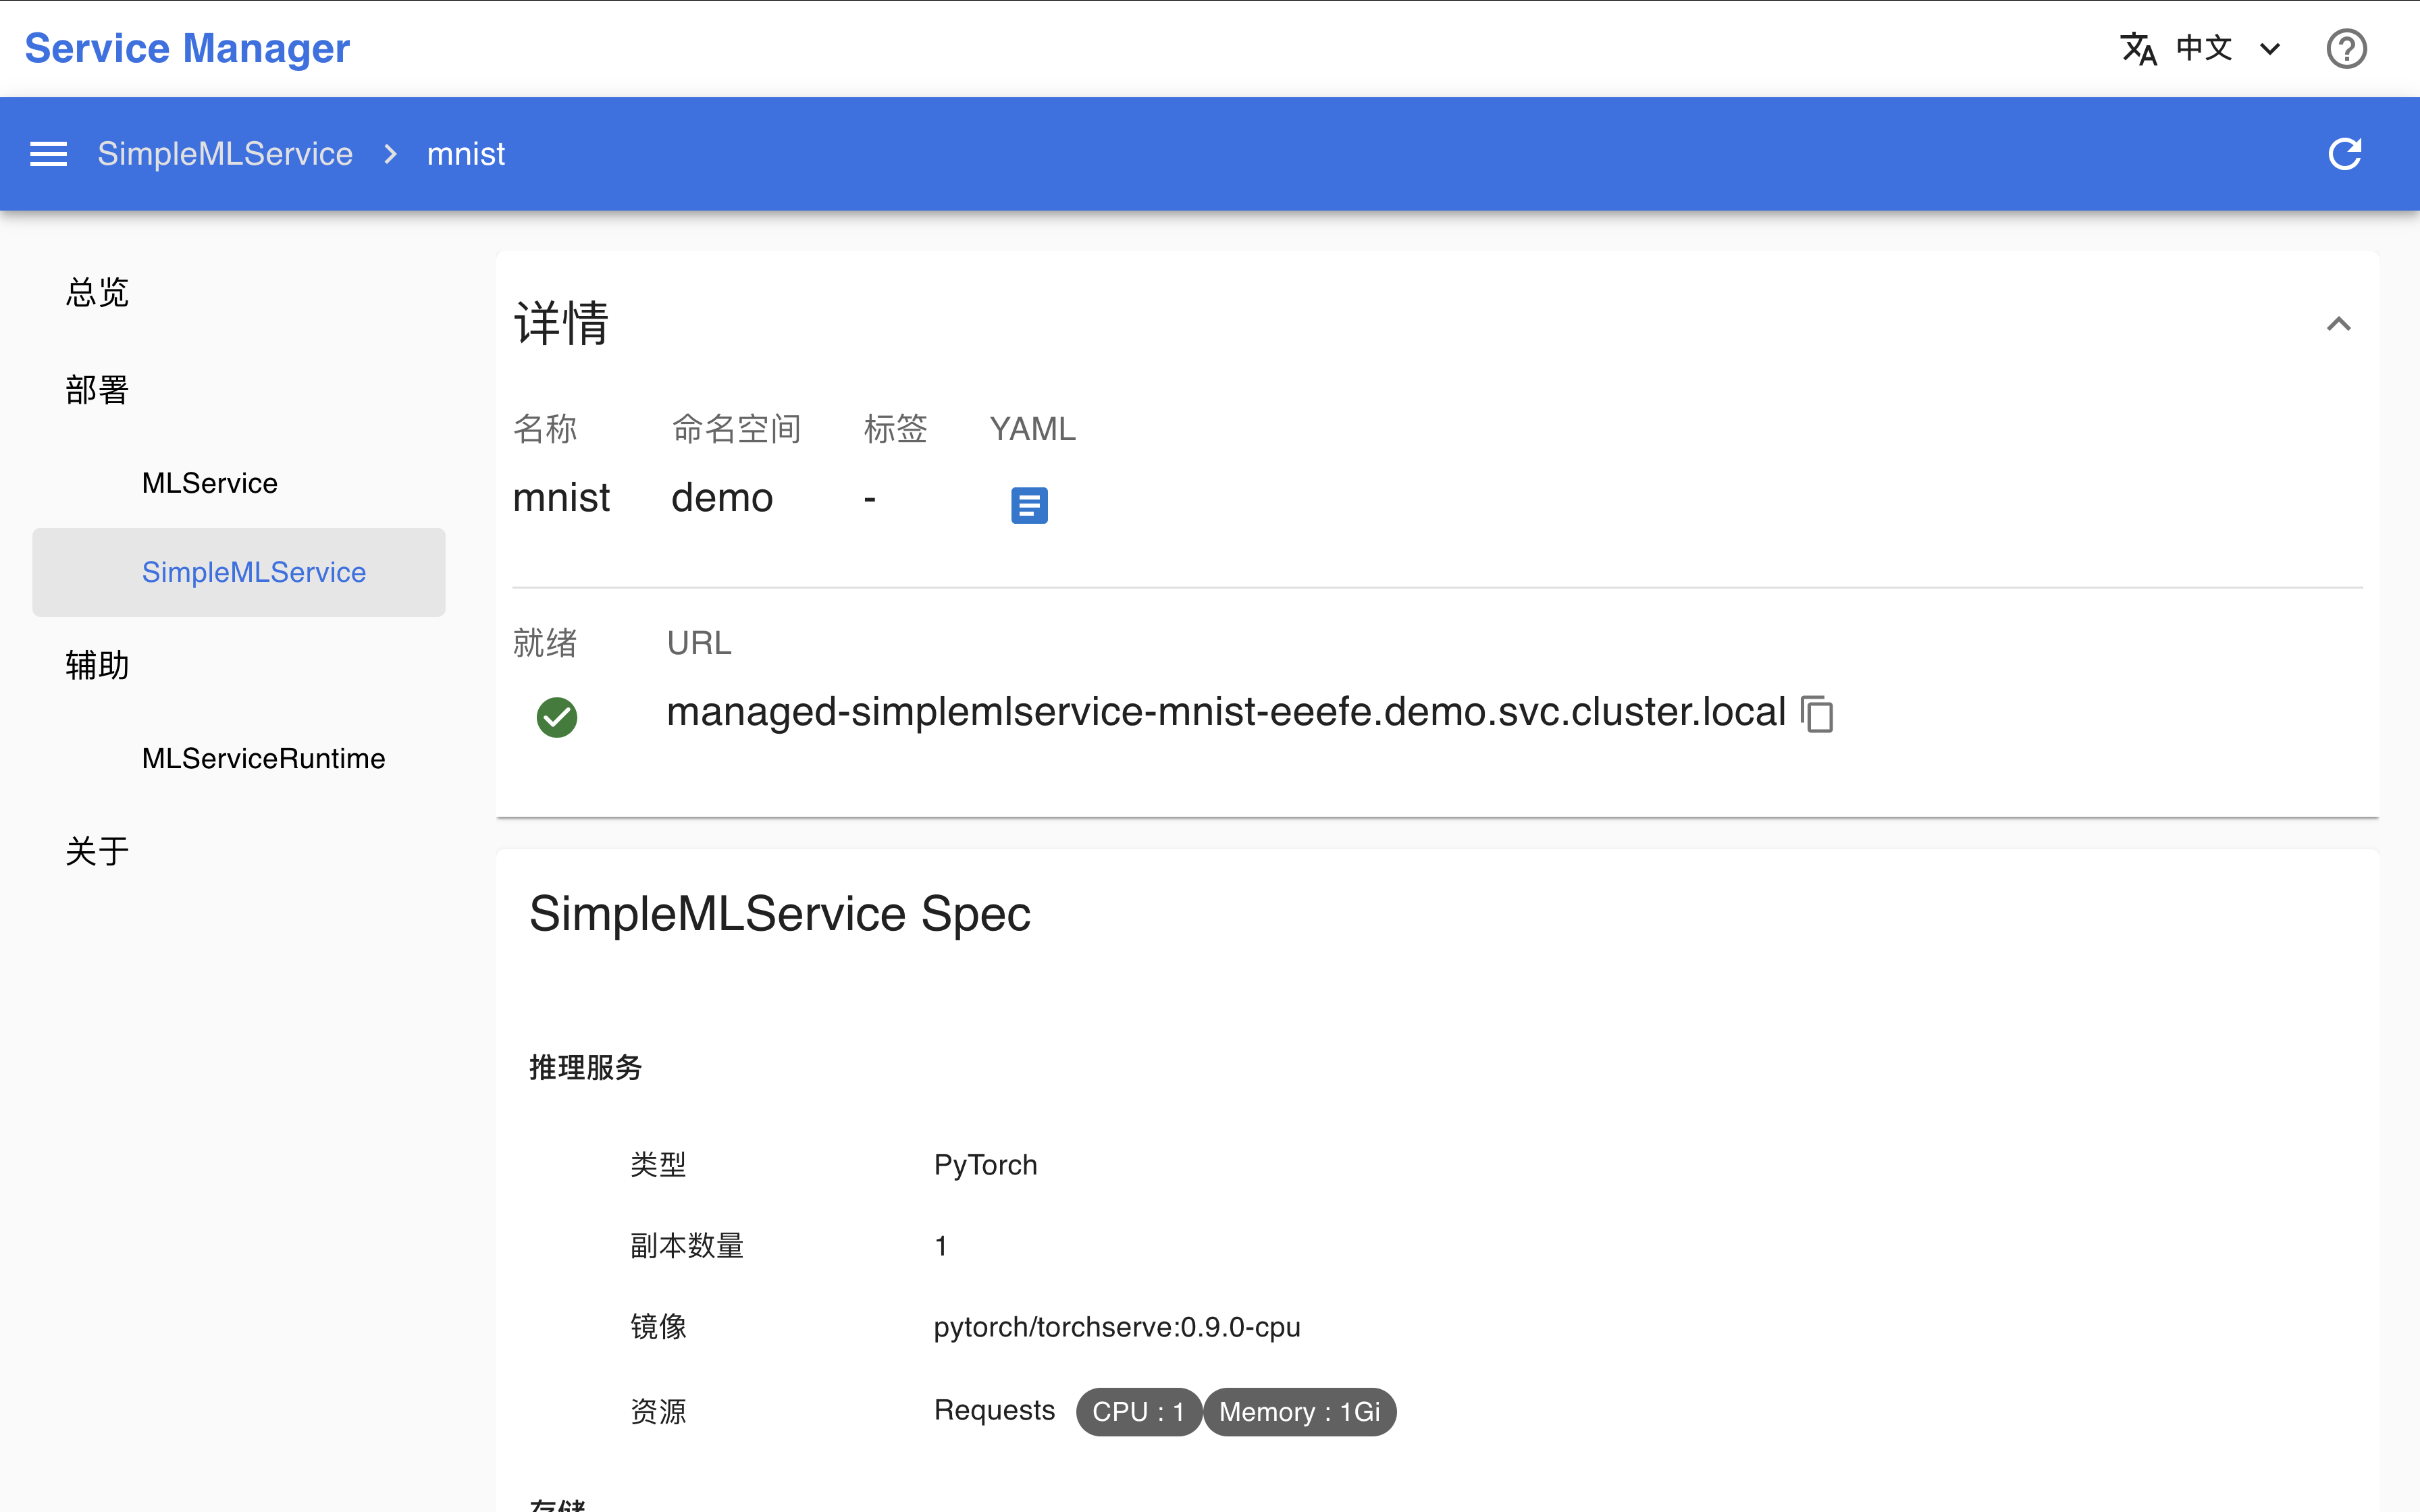 Service Manager
中文
SimpleMLService > mnist
总览
部署
MLService
SimpleMLService
辅助
MLServiceRuntime
关于
详情
名称 命名空间 标签 YAML
mnist demo -
就绪 URL
managed-simplemlservice-mnist-eeefe.demo.svc.cluster.local
SimpleMLService Spec
推理服务
类型 PyTorch
副本数量 1
镜像 pytorch/torchserve:0.9.0-cpu
资源 Requests CPU : 1 Memory : 1Gi
存储